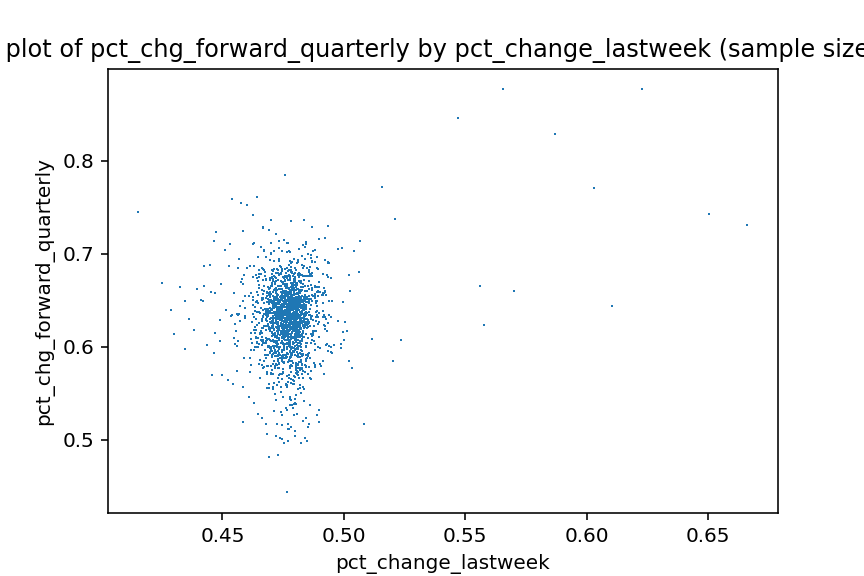 plot of pct_chg_forward_quarterly by pct_change_lastweek (sample size
0.8
0.7
0.6
0.5
pct_chg_forward_quarterly
0.45 0.50 0.55 0.60 0.65
pct_change_lastweek